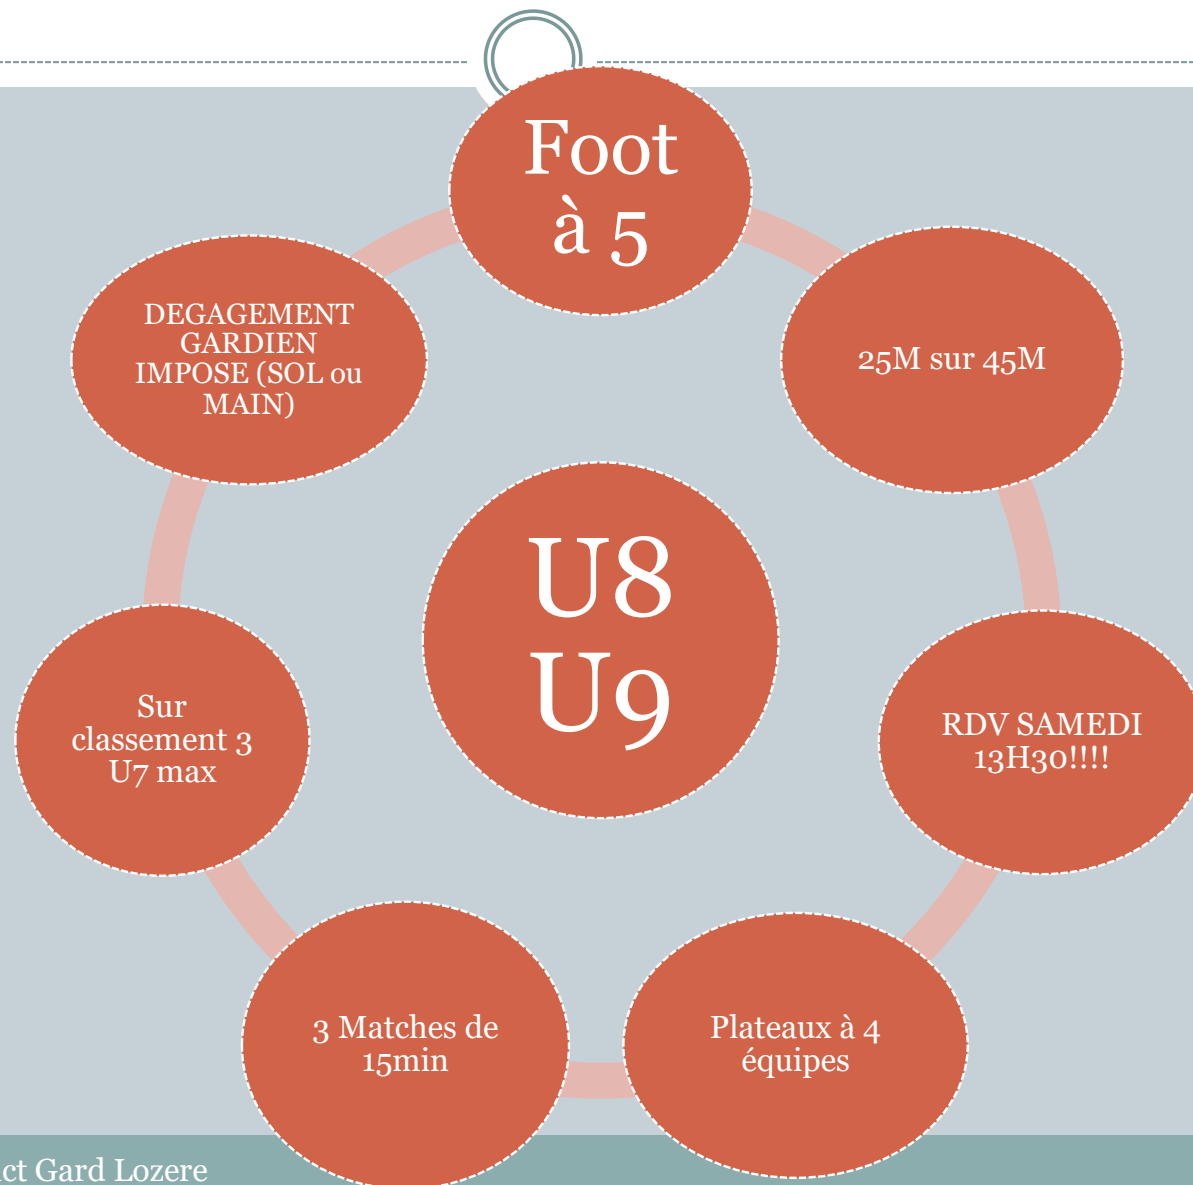 Foot
à 5
25M sur 45M
RDV SAMEDI
13H30!!!!
Plateaux à 4
équipes
3 Matches de
15min
Sur
classement 3
U7 max
DEGAGEMENT
GARDIEN
IMPOSE (SOL ou
MAIN)
U8
U9
Gard Lozere